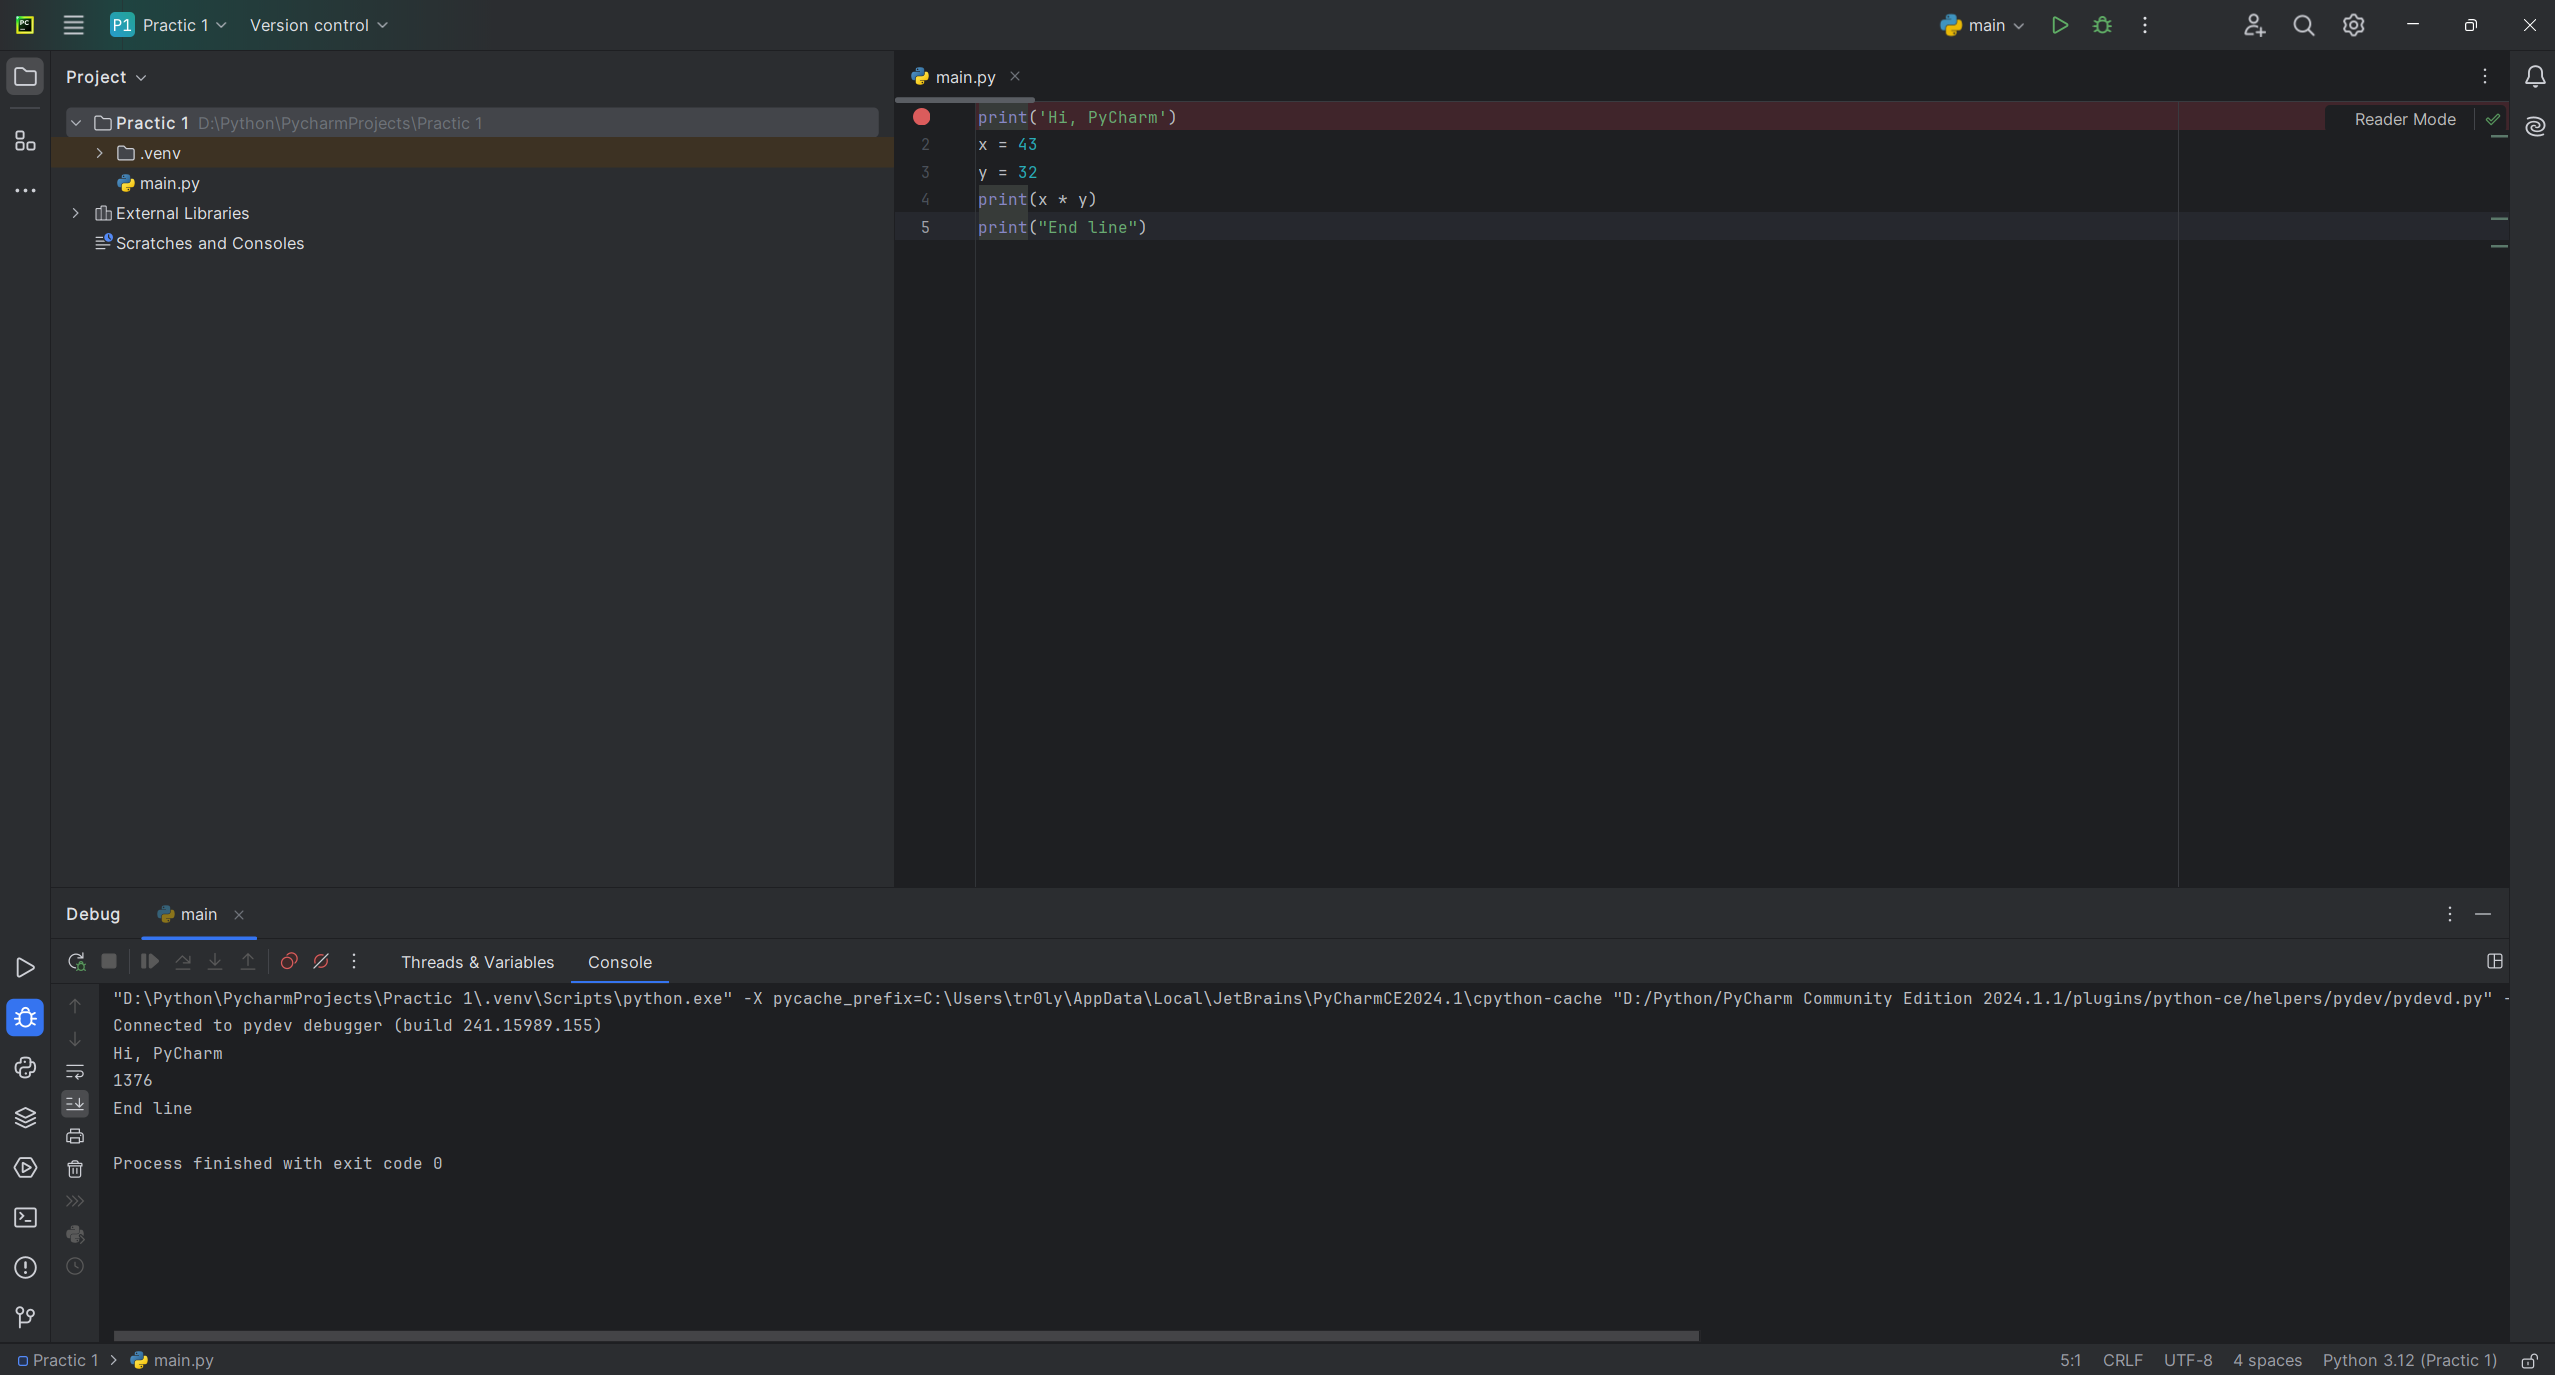 PC
P1 Practic 1 Version control main
Project
Practic 1 D:\Python\PycharmProjects\Practic 1
.venv
main.py
External Libraries
Scratches and Consoles
main.py
Reader Mode
print('Hi, PyCharm')
2 x = 43
3 y = 32
4 print(x * y)
5 print("End line")
Debug main
Threads & Variables Console
"D:\Python\PycharmProjects\Practic 1\.venv\Scripts\python.exe" -X pycache_prefix=C:\Users\tr0ly\AppData\Local\JetBrains\PyCharmCE2024.1\cpython-cache "D:/Python/PyCharm Community Edition 2024.1.1/plugins/python-ce/helpers/pydev/pydevd.py" -
Connected to pydev debugger (build 241.15989.155)
Hi, PyCharm
1376
End line
Process finished with exit code 0
Practic 1 > main.py 5:1 CRLF UTF-8 4 spaces Python 3.12 (Practic 1)